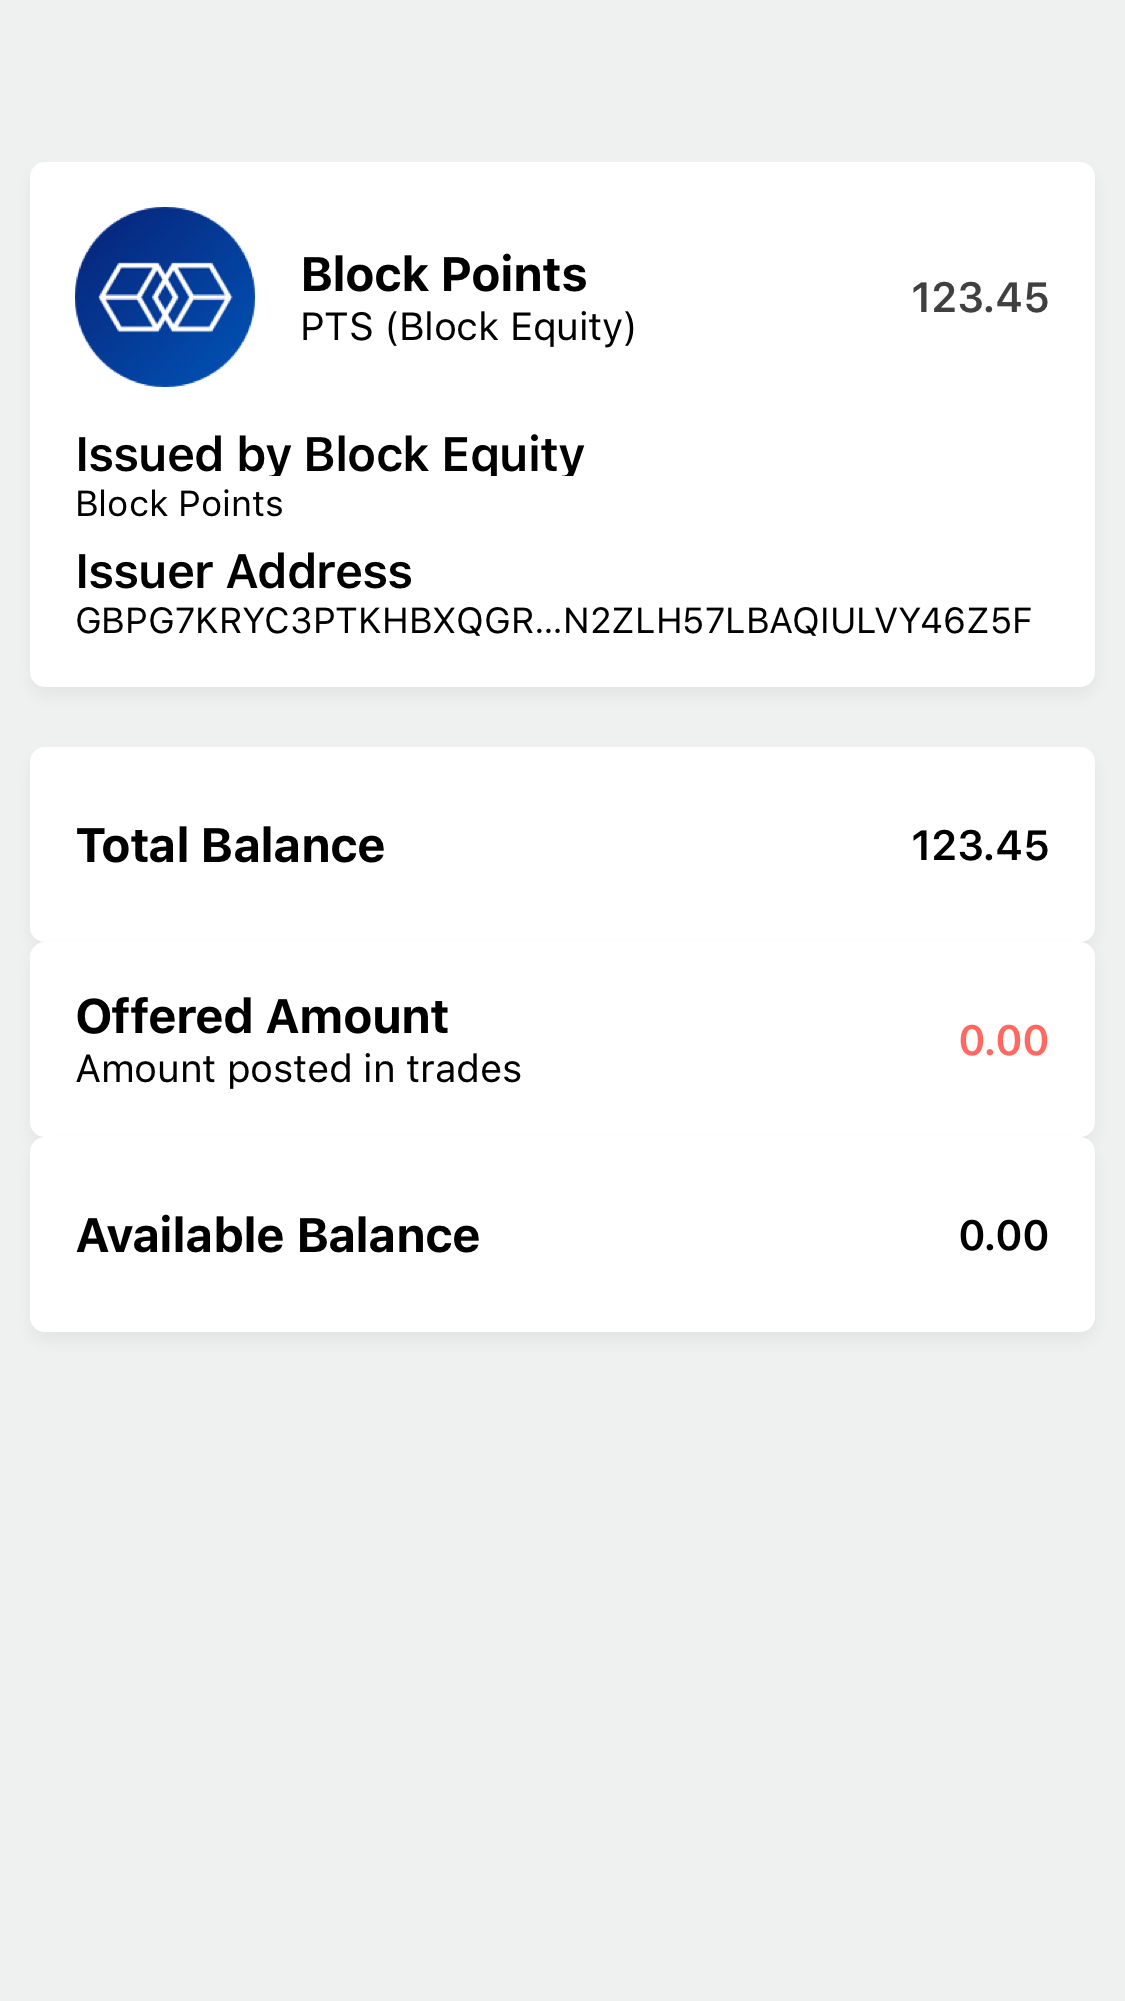 Block Points
PTS (Block Equity)
123.45
Issued by Block Equity
Block Points
Issuer Address
GBPG7KRYC3PTKHBXQGR...N2ZLH57LBAQIULVY46Z5F
Total Balance
123.45
Offered Amount
Amount posted in trades
0.00
Available Balance
0.00